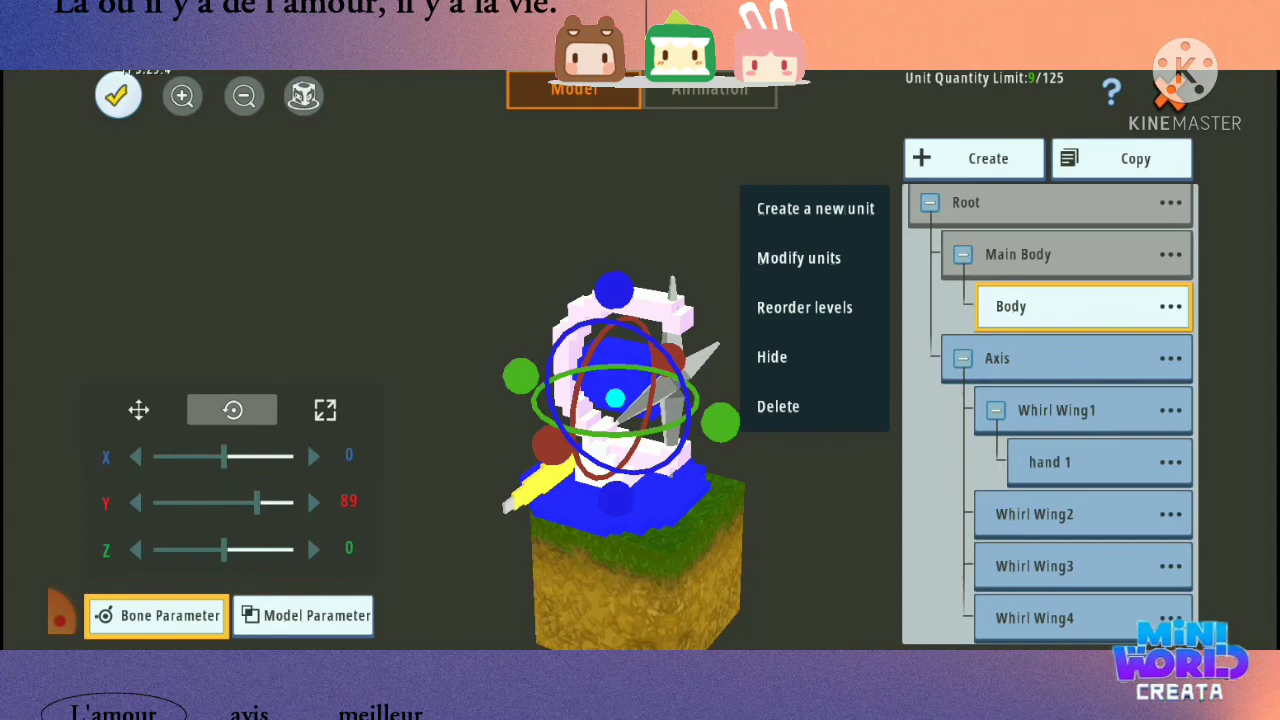 Là où il y a de l'amour, il y a la vie.
Model
Animation
Unit Quantity Limit:9/125
?
K
KINEMASTER
Create
Copy
Root
Main Body
Body
Axis
Whirl Wing1
hand 1
Whirl Wing2
Whirl Wing3
Whirl Wing4
Create a new unit
Modify units
Reorder levels
Hide
Delete
X 0
Y 89
Z 0
Bone Parameter
Model Parameter
MiNi
WORLD
CREATA
L'amour avis meilleur